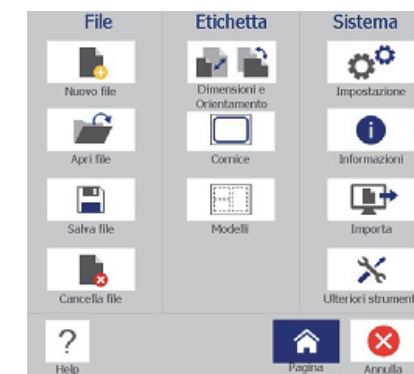 File
Etichetta
Sistema
Nuovo file
Dimensioni e
Orientamento
Impostazione
Apri file
Cornice
Informazioni
Salva file
Modelli
Importa
Cancella file
Ulteriori strument
?
Help
Pagina
Annulla